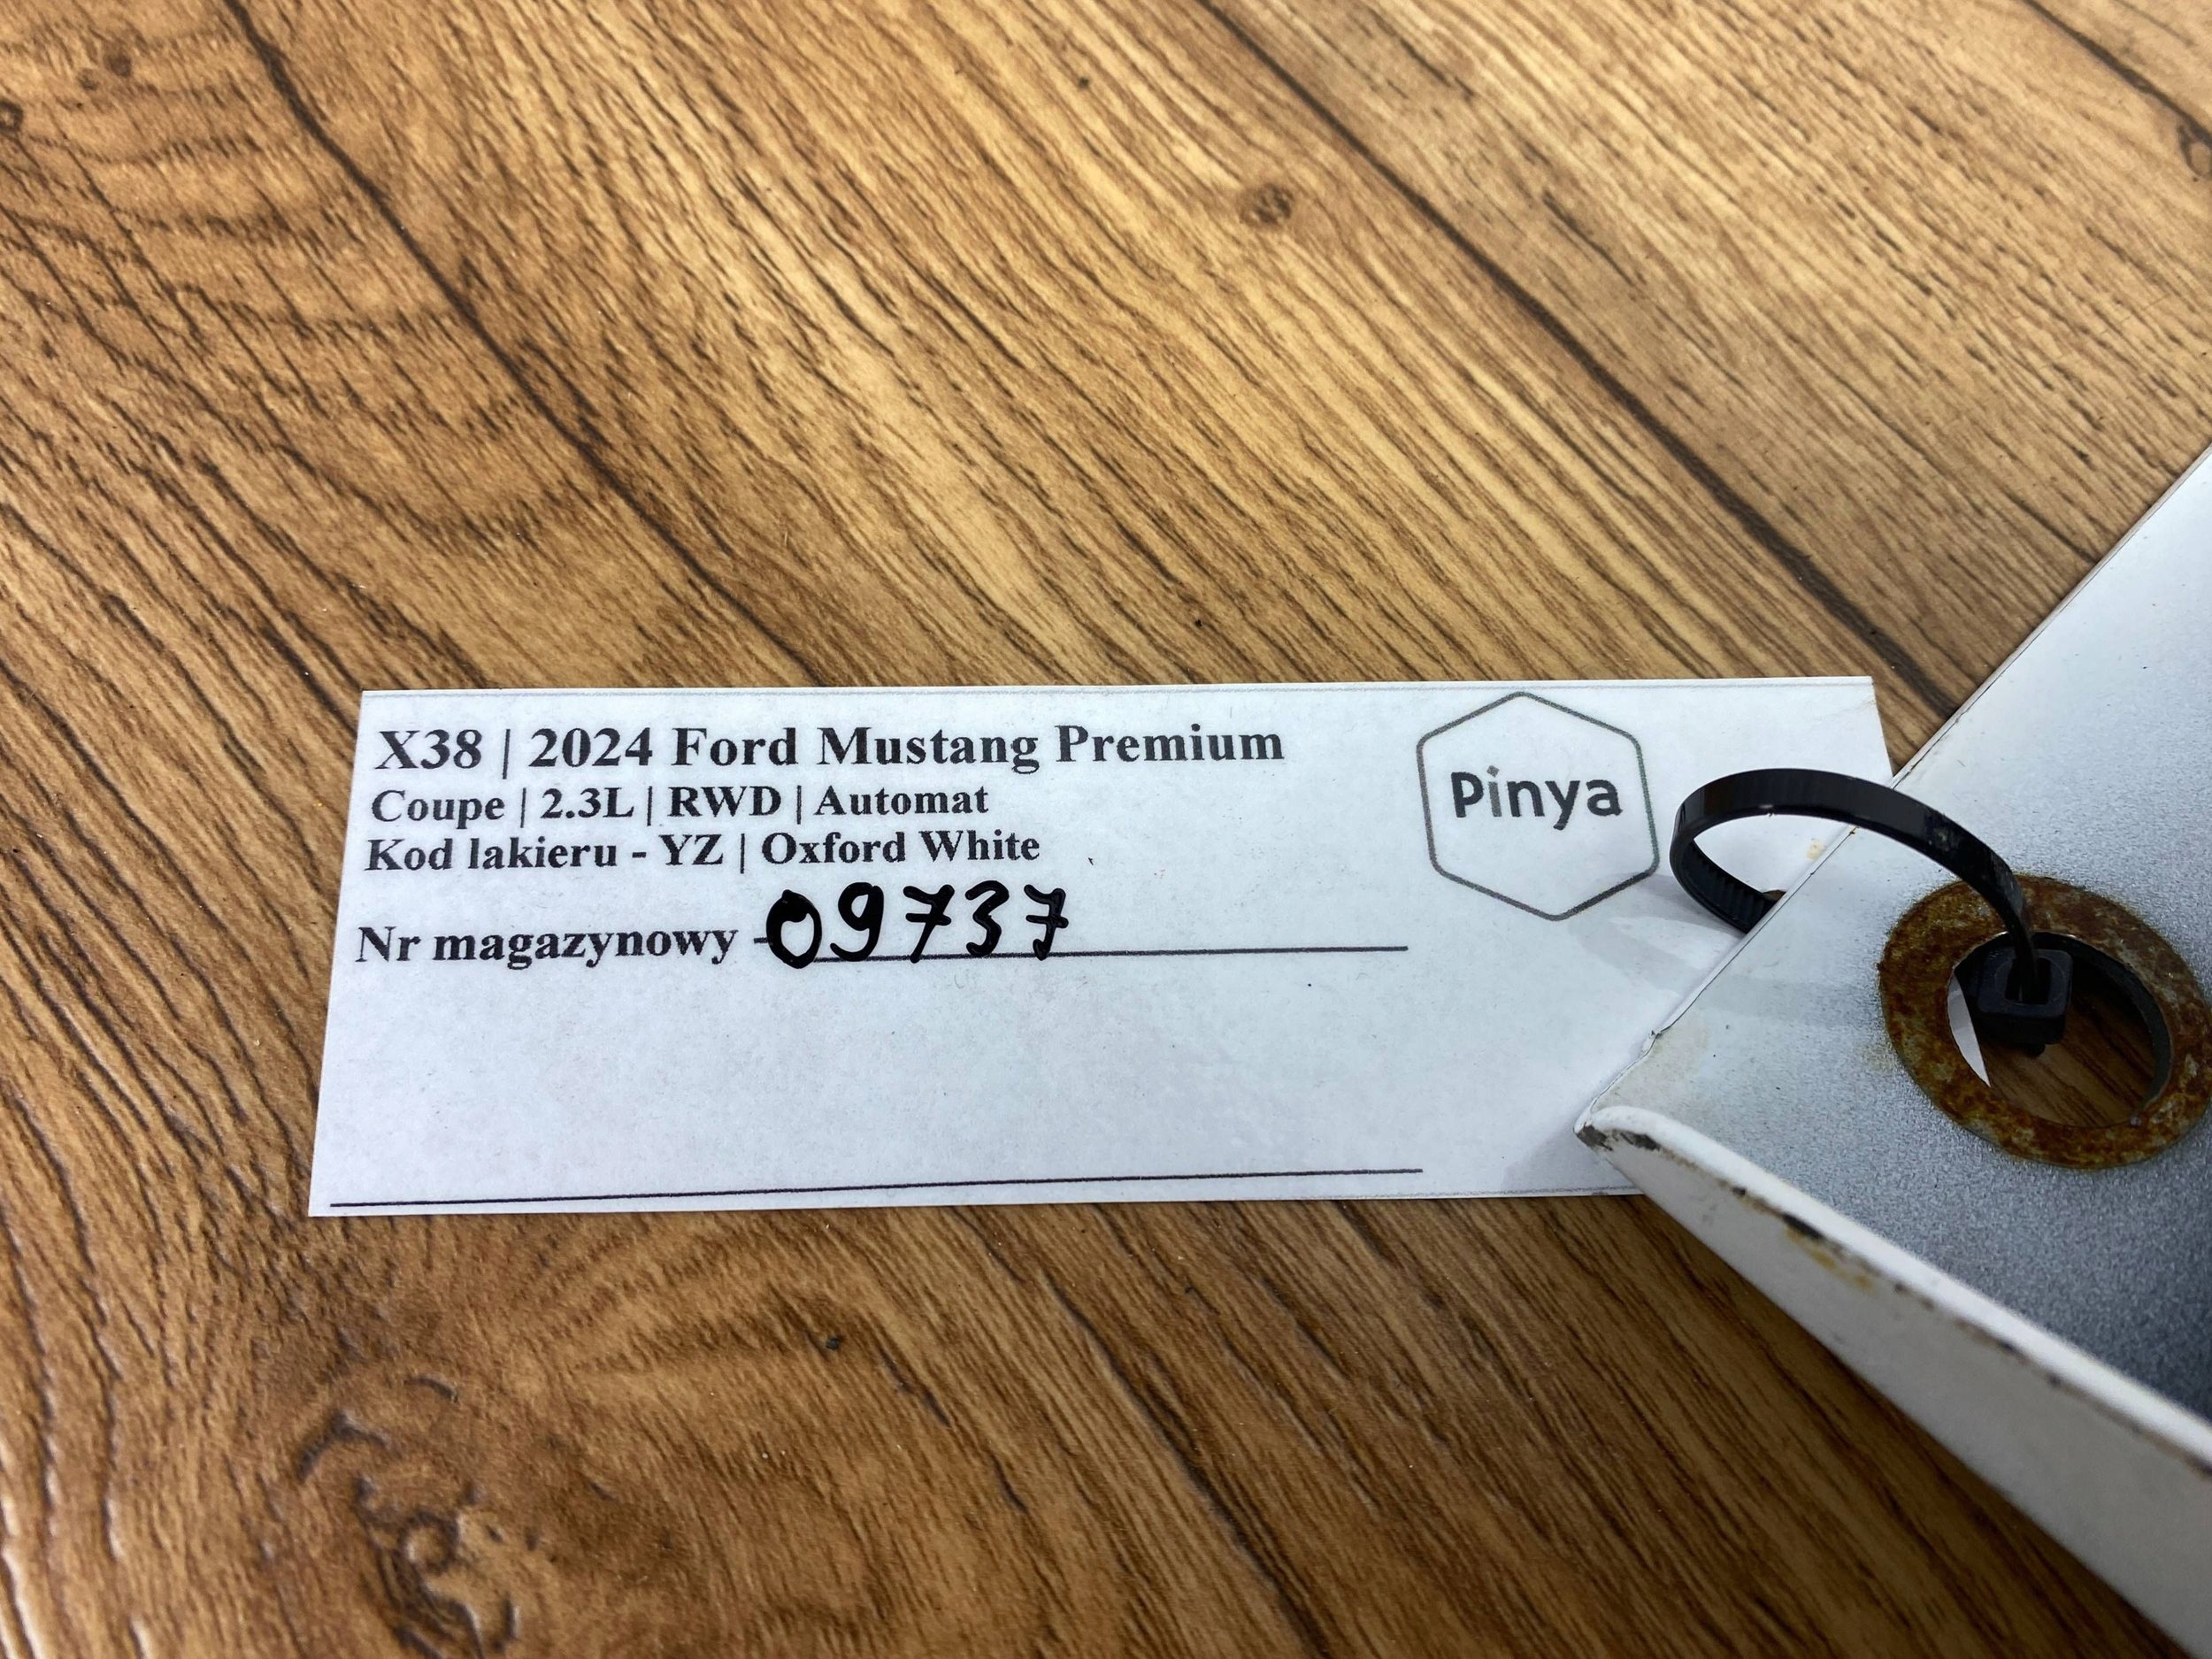 X38 | 2024 Ford Mustang Premium
Coupe | 2.3L | RWD | Automat
Kod lakieru - YZ | Oxford White
Nr magazynowy - 09737
Pinya